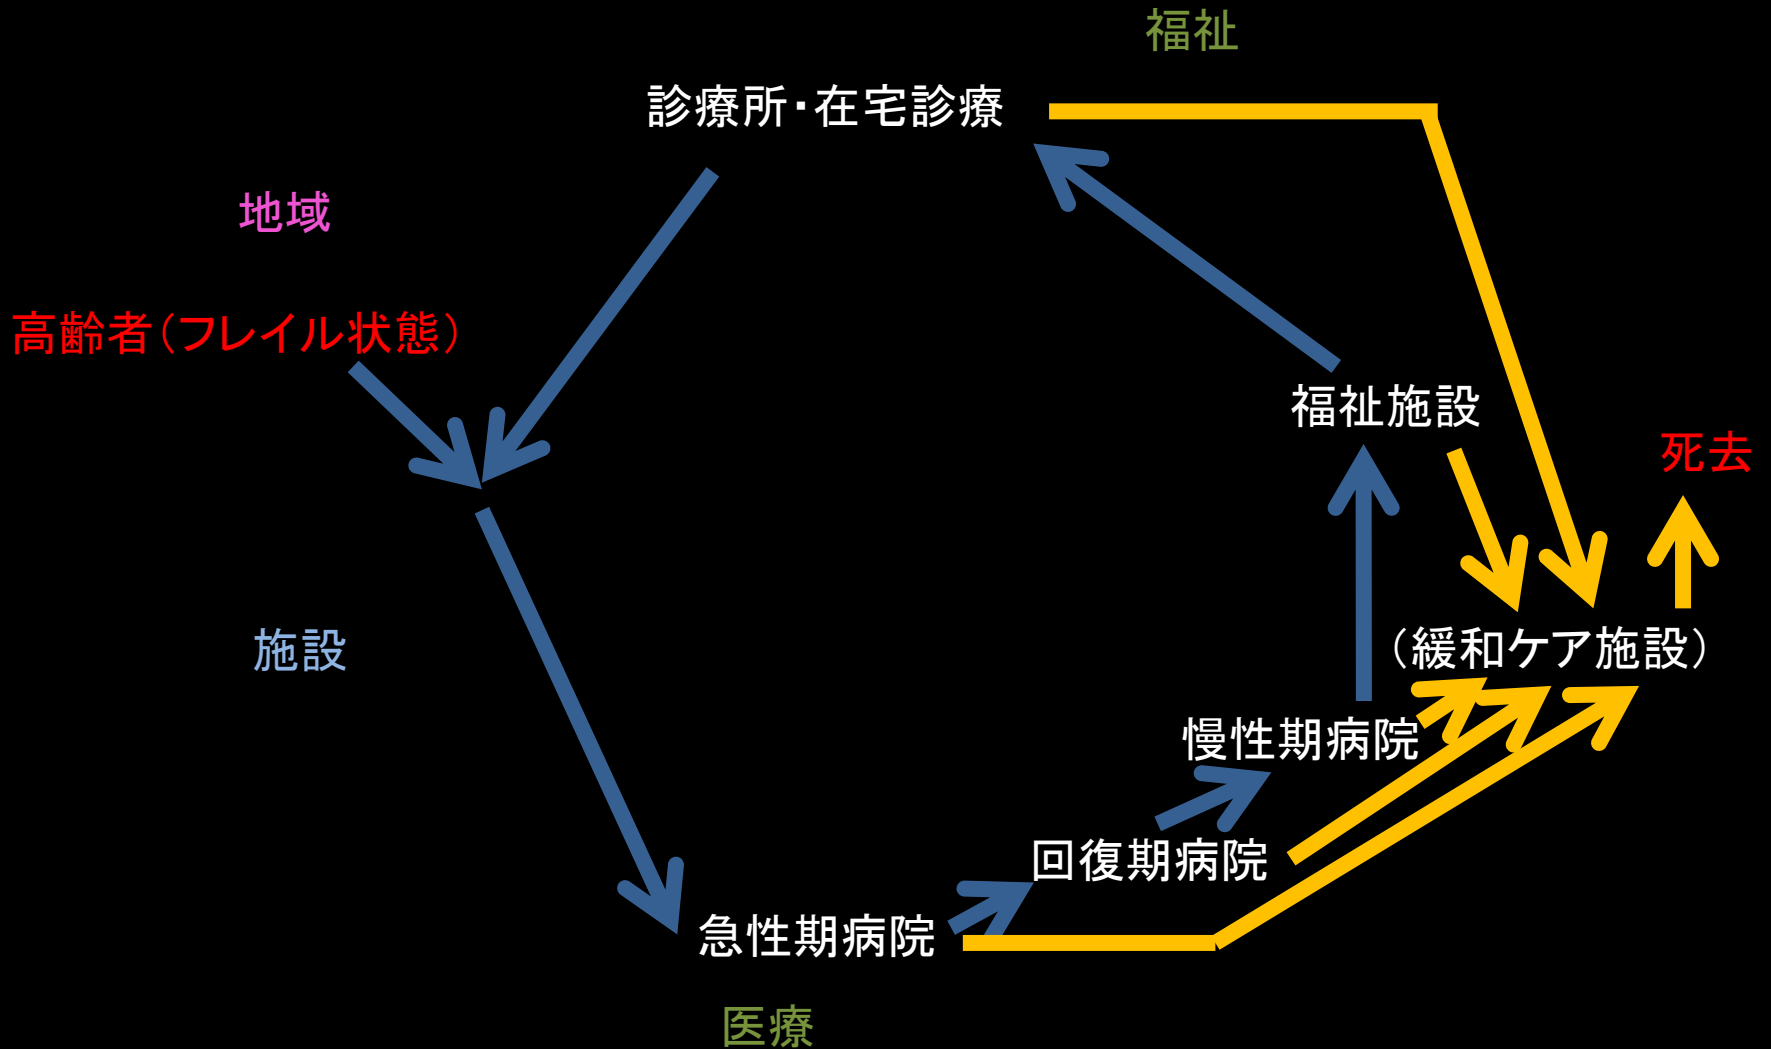 福祉
診療所・在宅診療
地域
高齢者（フレイル状態）
福祉施設
死去
施設
（緩和ケア施設）
慢性期病院
回復期病院
急性期病院
医療